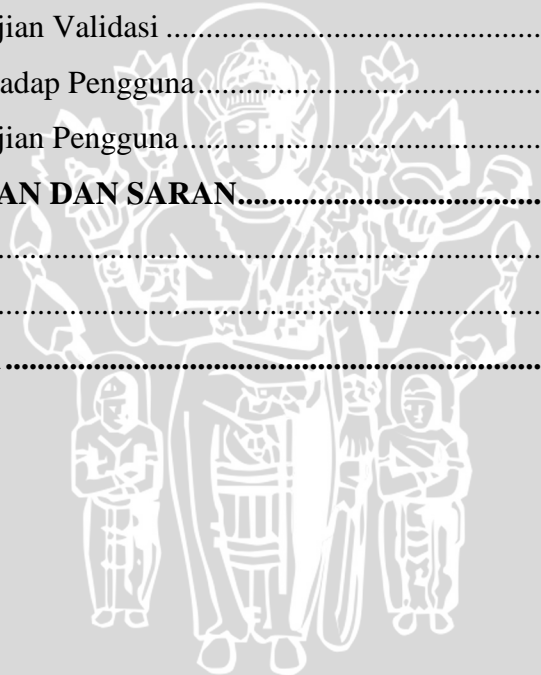 jian Validasi ..............................................
adap Pengguna..............................................
jian Pengguna..............................................
AN DAN SARAN..............................................
..............................................
..............................................
..............................................